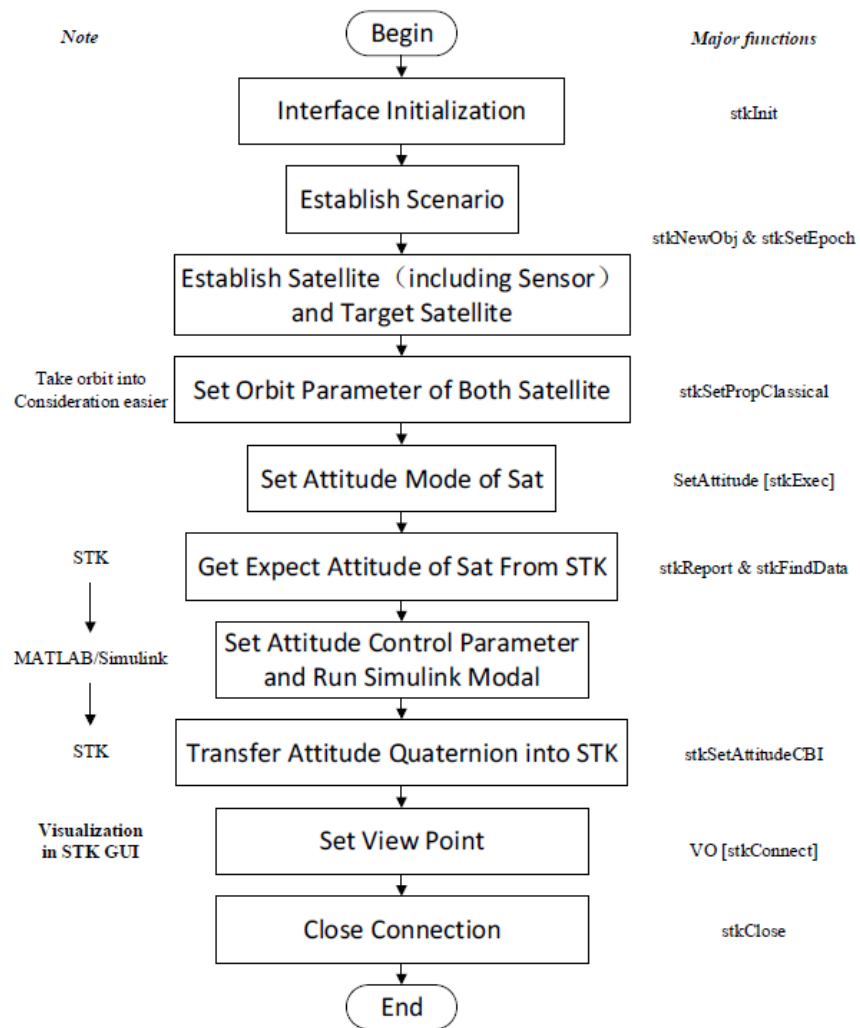 Note
Begin
Major functions
Interface Initialization
stkInit
Establish Scenario
stkNewObj & stkSetEpoch
Establish Satellite（including Sensor）
and Target Satellite
Take orbit into
Consideration easier
Set Orbit Parameter of Both Satellite
stkSetPropClassical
Set Attitude Mode of Sat
SetAttitude [stkExec]
STK
Get Expect Attitude of Sat From STK
stkReport & stkFindData
MATLAB/Simulink
Set Attitude Control Parameter
and Run Simulink Modal
STK
Transfer Attitude Quaternion into STK
stkSetAttitudeCBI
Visualization
in STK GUI
Set View Point
VO [stkConnect]
Close Connection
stkClose
End